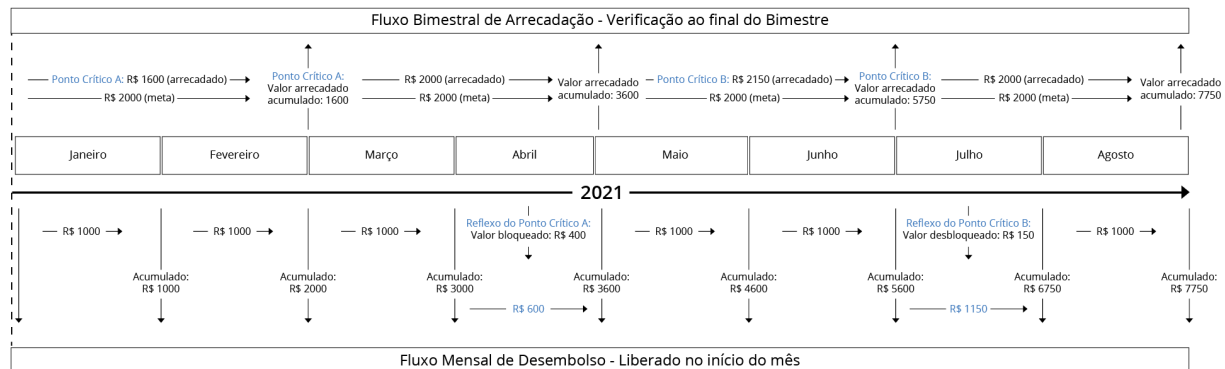 Fluxo Bimestral de Arrecadação - Verificação ao final do Bimestre
Ponto Crítico A: R$ 1600 (arrecadado)
R$ 2000 (meta)
Ponto Crítico A:
Valor arrecadado
acumulado: 1600
R$ 2000 (arrecadado)
R$ 2000 (meta)
Valor arrecadado
acumulado: 3600
Ponto Crítico B: R$ 2150 (arrecadado)
R$ 2000 (meta)
Ponto Crítico B:
Valor arrecadado
acumulado: 5750
R$ 2000 (arrecadado)
R$ 2000 (meta)
Valor arrecadado
acumulado: 7750
Janeiro
Fevereiro
Março
Abril
Maio
Junho
Julho
Agosto
2021
R$ 1000
R$ 1000
R$ 1000
Reflexo do Ponto Crítico A:
Valor bloqueado: R$ 400
R$ 1000
R$ 1000
Reflexo do Ponto Crítico B:
Valor desbloqueado: R$ 150
R$ 1000
Acumulado:
R$ 1000
Acumulado:
R$ 2000
Acumulado:
R$ 3000
Acumulado:
R$ 3600
Acumulado:
R$ 4600
Acumulado:
R$ 5600
Acumulado:
R$ 6750
Acumulado:
R$ 7750
R$ 600
R$ 1150
Fluxo Mensal de Desembolso - Liberado no início do mês